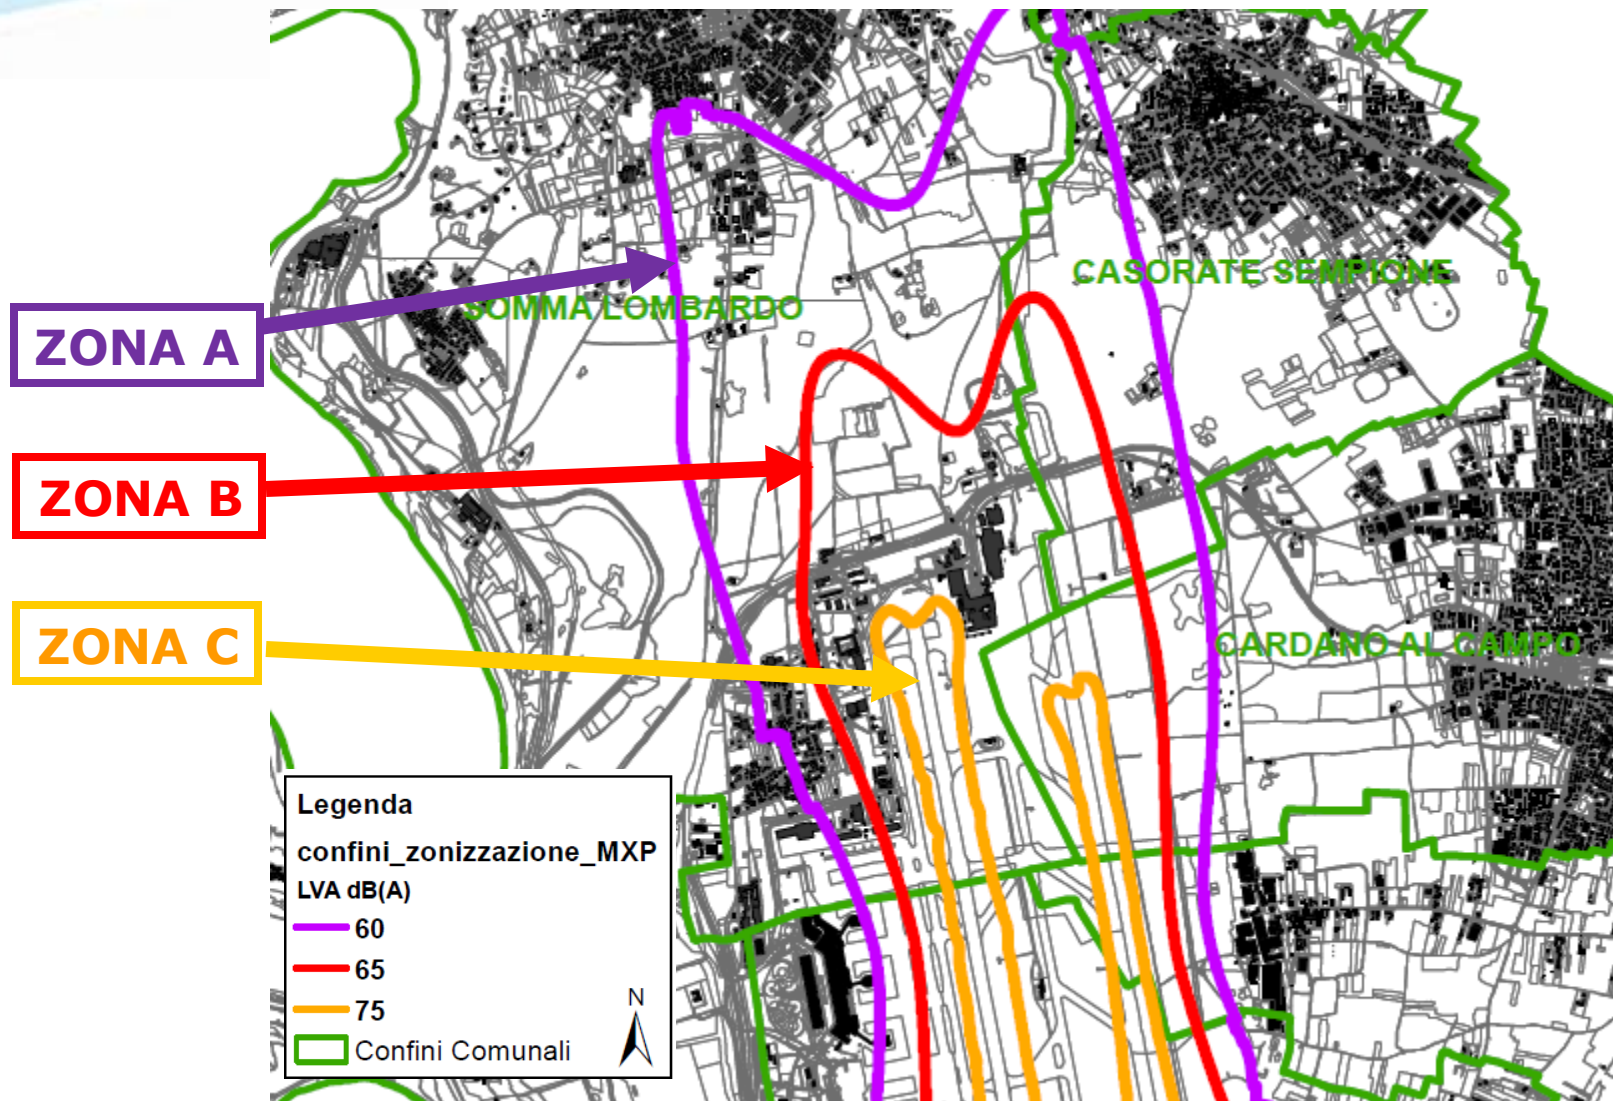 CASORATE SEMPIONE
SOMMA LOMBARDO
ZONA A
ZONA B
ZONA C
CARDANO AL CAMPO
Legenda
confini_zonizzazione_MXP
LVA dB(A)
60
65
75
N
Confini Comunali